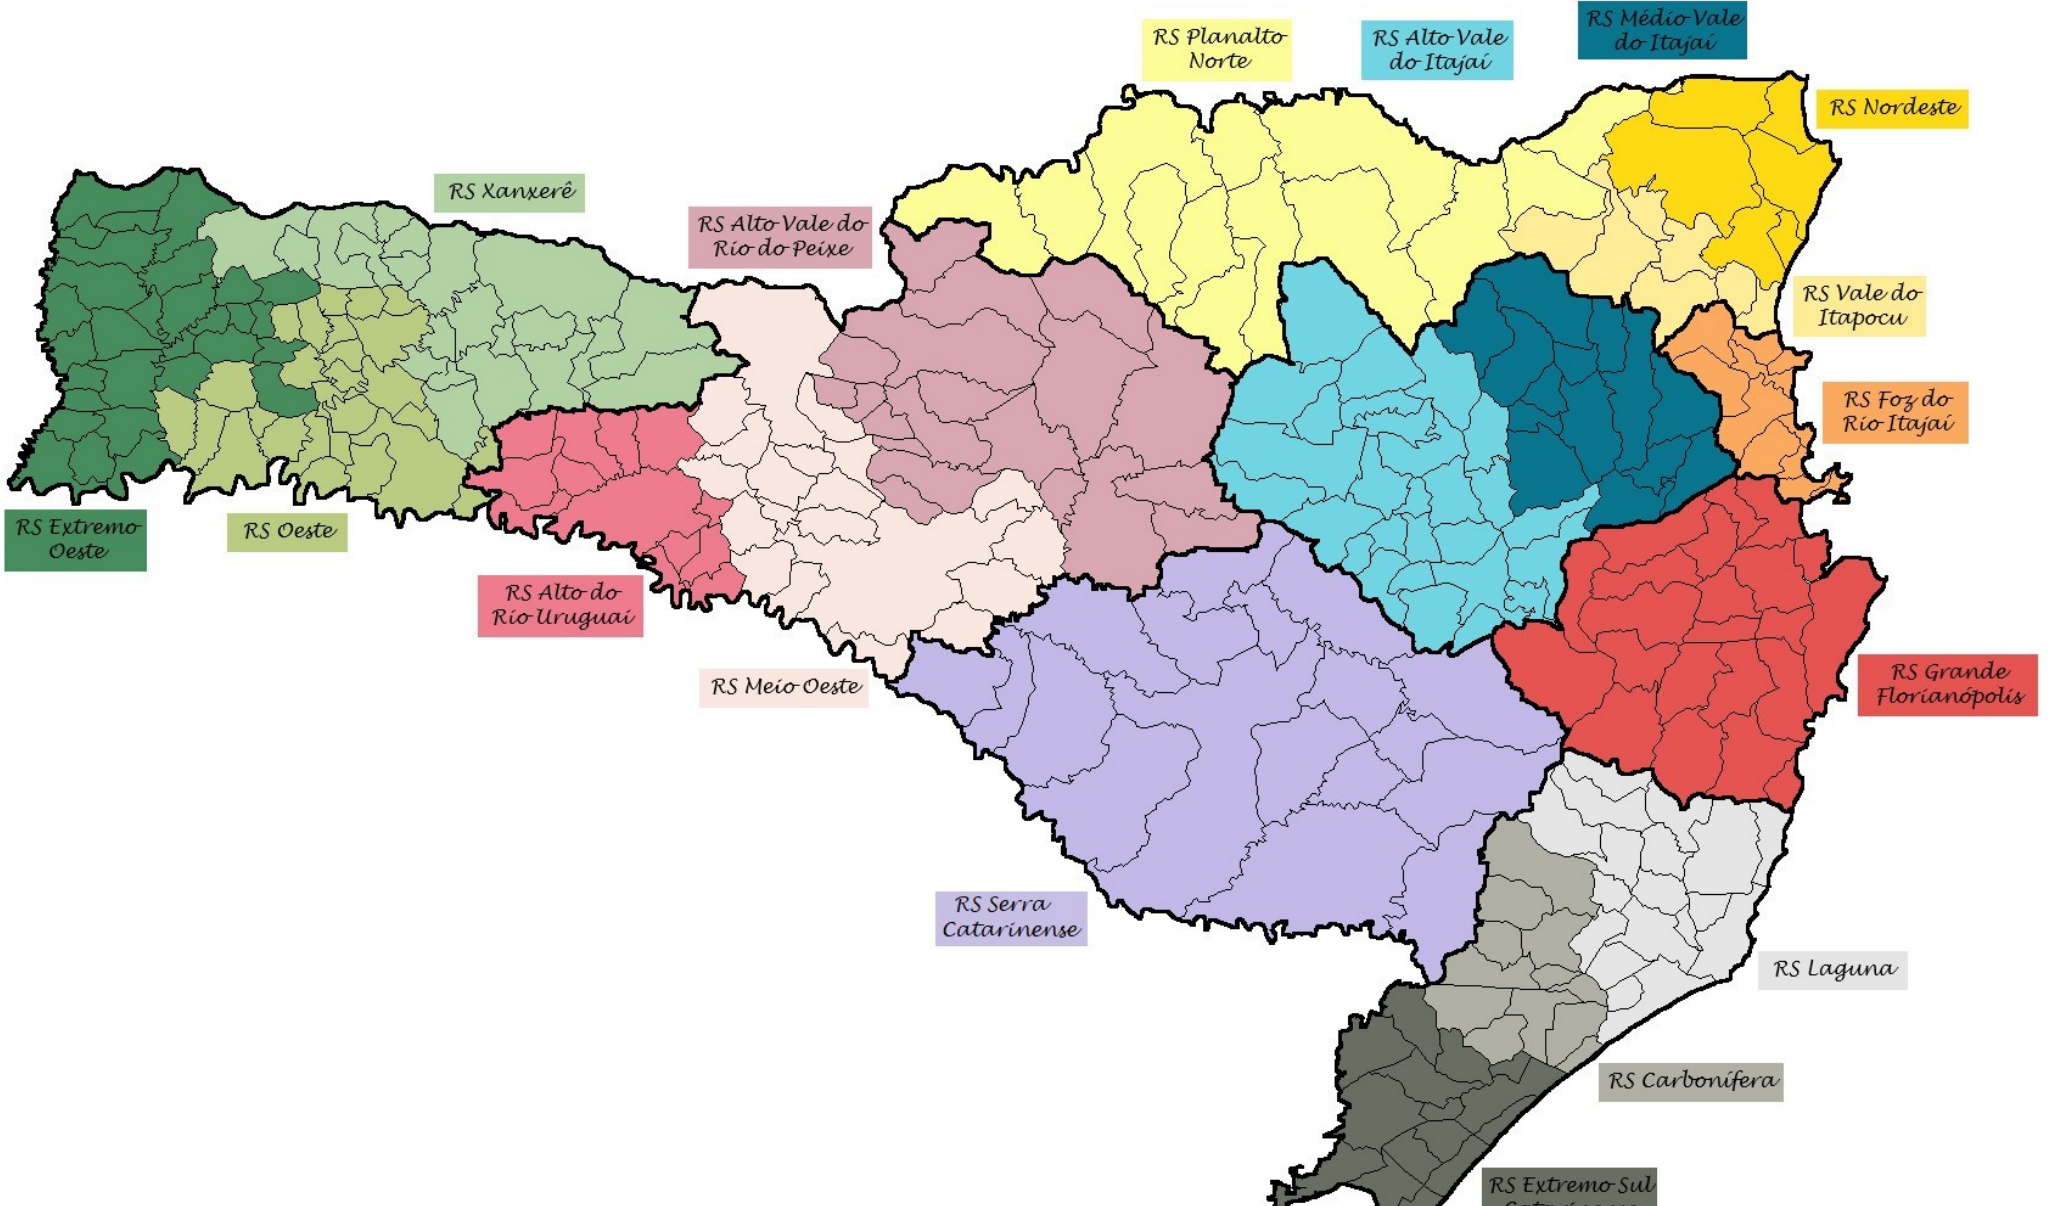 RS Médio Vale
do Itajaí
RS Planalto
Norte
RS Alto Vale
do Itajaí
RS Nordeste
RS Xanxerê
RS Alto Vale do
Rio do Peixe
RS Vale do
Itapocu
RS Foz do
Rio Itajaí
RS Extremo
Oeste
RS Oeste
RS Alto do
Rio Uruguai
RS Meio Oeste
RS Grande
Florianópolis
RS Serra
Catarinense
RS Laguna
RS Carbonífera
RS Extremo Sul